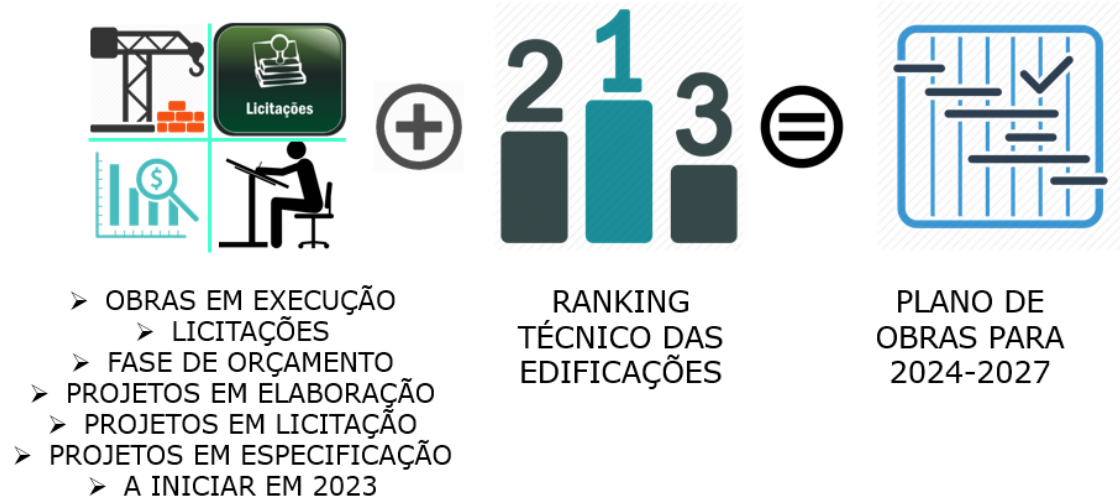 Licitações
2 1 3
$
➢ OBRAS EM EXECUÇÃO
➢ LICITAÇÕES
➢ FASE DE ORÇAMENTO
➢ PROJETOS EM ELABORAÇÃO
➢ PROJETOS EM LICITAÇÃO
➢ PROJETOS EM ESPECIFICAÇÃO
➢ A INICIAR EM 2023
RANKING
TÉCNICO DAS
EDIFICAÇÕES
PLANO DE
OBRAS PARA
2024-2027